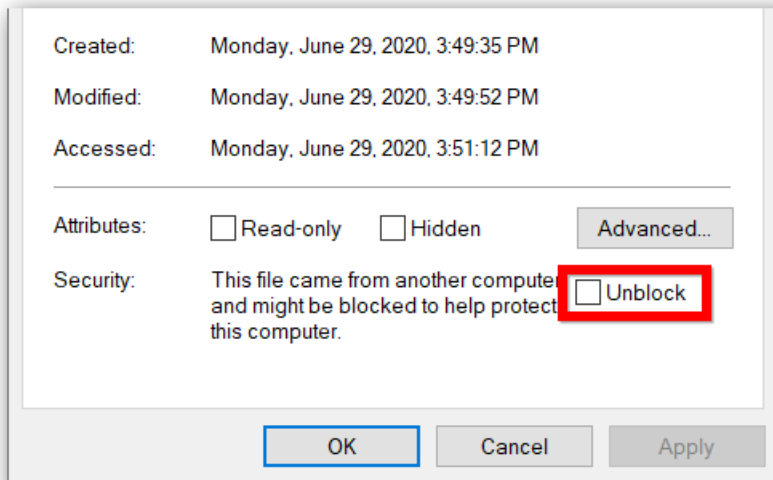 Created: Monday, June 29, 2020, 3:49:35 PM
Modified: Monday, June 29, 2020, 3:49:52 PM
Accessed: Monday, June 29, 2020, 3:51:12 PM
Attributes: Read-only Hidden Advanced...
Security: This file came from another computer
and might be blocked to help protect
this computer.
Unblock
OK Cancel Apply